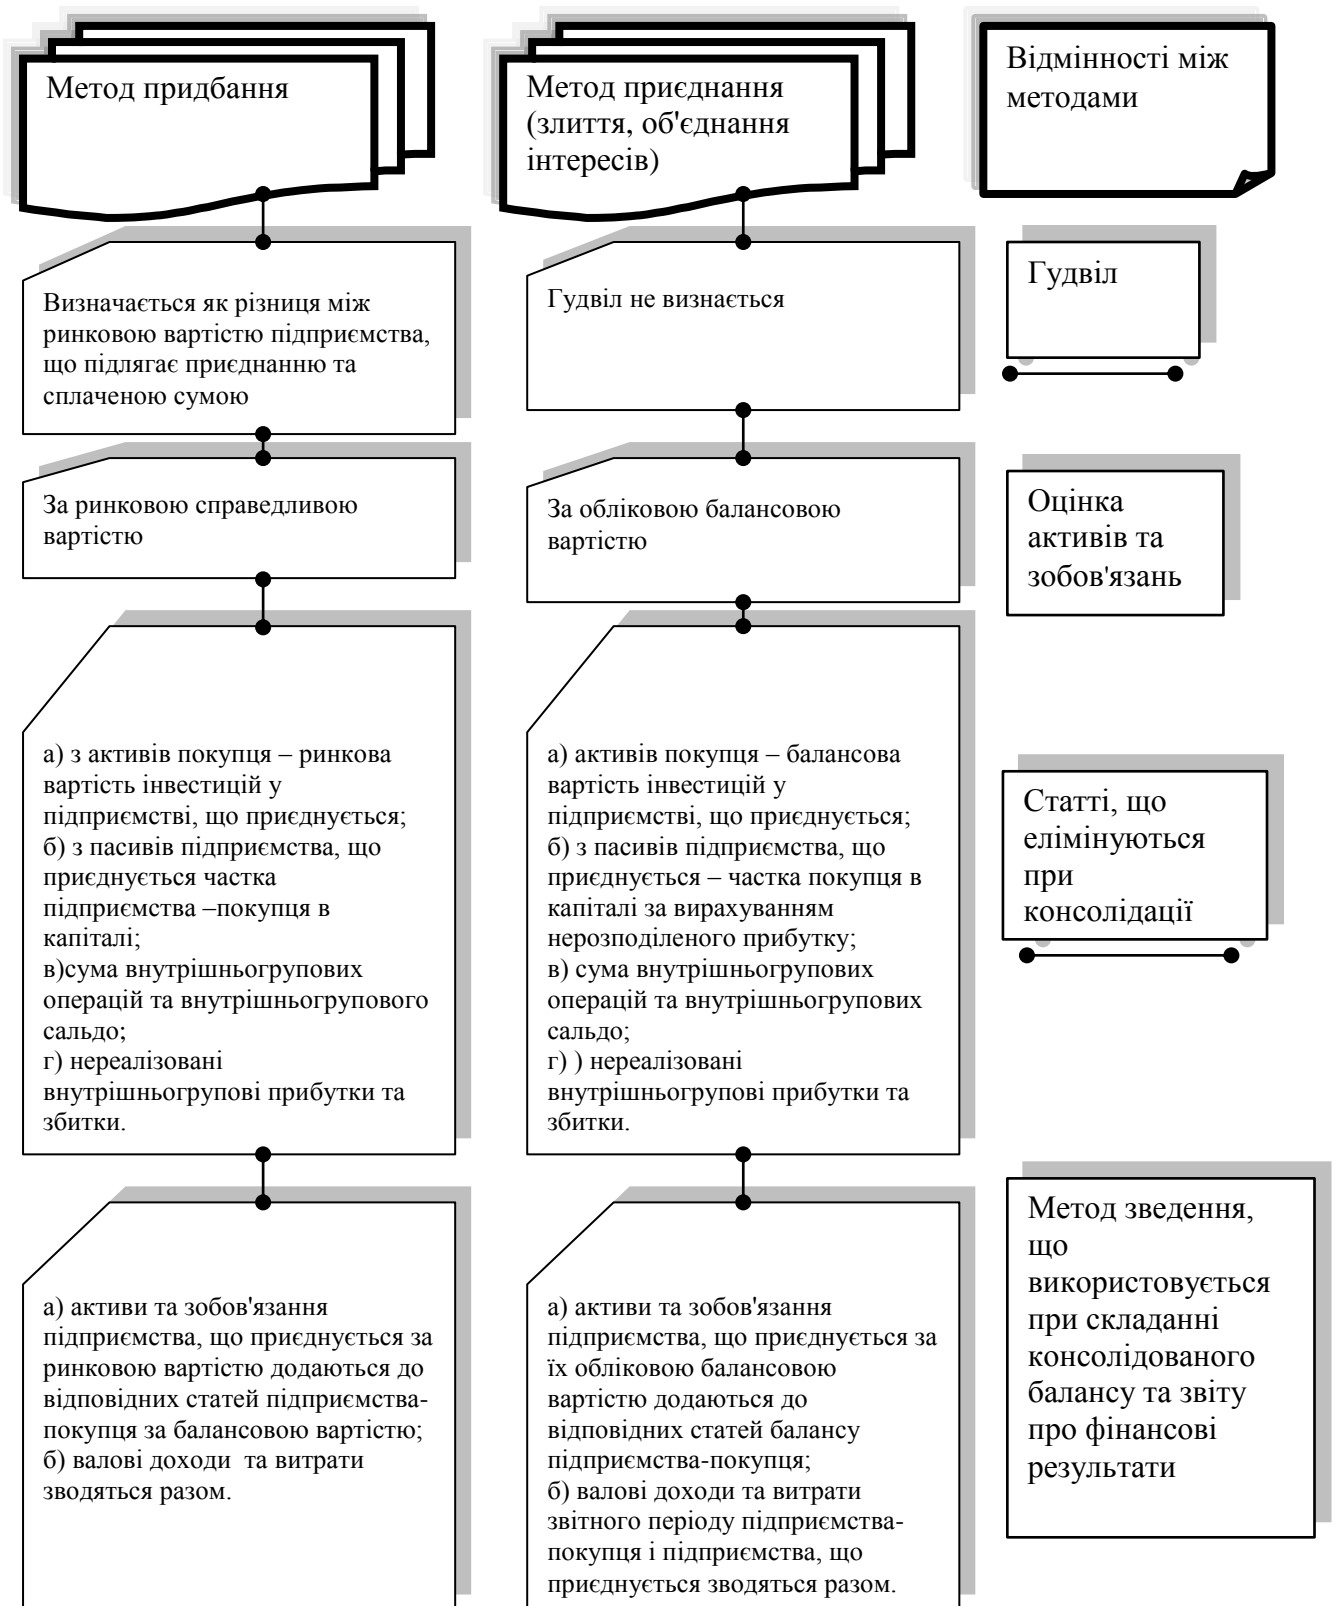 Метод придбання
Метод приєднання
(злиття, об'єднання
інтересів)
Відмінності між
методами
Визначається як різниця між
ринковою вартістю підприємства,
що підлягає приєднанню та
сплаченою сумою
Гудвіл не визнається
Гудвіл
За ринковою справедливою
вартістю
За обліковою балансовою
вартістю
Оцінка
активів та
зобов'язань
а) з активів покупця – ринкова
вартість інвестицій у
підприємстві, що приєднується;
б) з пасивів підприємства, що
приєднується частка
підприємства –покупця в
капіталі;
в)сума внутрішньогрупових
операцій та внутрішньогрупового
сальдо;
г) нереалізовані
внутрішньогрупові прибутки та
збитки.
а) активів покупця – балансова
вартість інвестицій у
підприємстві, що приєднується;
б) з пасивів підприємства, що
приєднується – частка покупця в
капіталі за вирахуванням
нерозподіленого прибутку;
в) сума внутрішньогрупових
операцій та внутрішньогрупових
сальдо;
г) ) нереалізовані
внутрішньогрупові прибутки та
збитки.
Статті, що
елімінуються
при
консолідації
а) активи та зобов'язання
підприємства, що приєднується за
ринковою вартістю додаються до
відповідних статей підприємства-
покупця за балансовою вартістю;
б) валові доходи  та витрати
зводяться разом.
а) активи та зобов'язання
підприємства, що приєднується за
їх обліковою балансовою
вартістю додаються до
відповідних статей балансу
підприємства-покупця;
б) валові доходи та витрати
звітного періоду підприємства-
покупця і підприємства, що
приєднується зводяться разом.
Метод зведення,
що
використовується
при складанні
консолідованого
балансу та звіту
про фінансові
результати